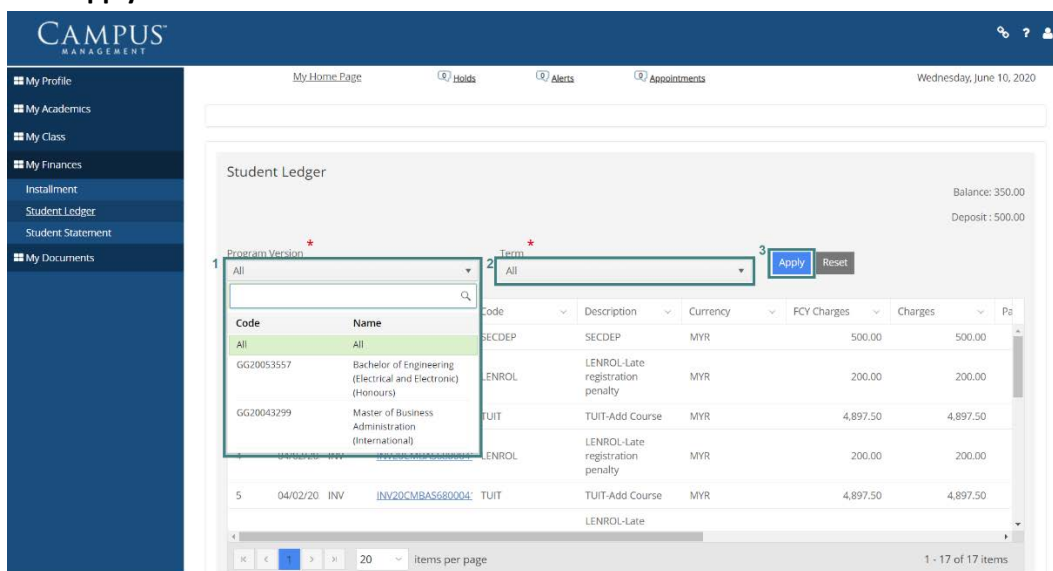 Apply
CAMPUS
MANAGEMENT
?
My Profile
My Academics
My Class
My Finances
Installment
Student Ledger
Student Statement
My Documents
My Home Page Holds Alerts Appointments Wednesday, June 10, 2020
Student Ledger
Balance: 350.00
Deposit : 500.00
Program Version * Term *
1 All 2 All 3 Apply Reset
Code Name
All All
GG20053557 Bachelor of Engineering
(Electrical and Electronic)
(Honours)
GG20043299 Master of Business
Administration
(International)
Code Description Currency FCY Charges Charges Pa
SECDEP SECDEP MYR 500.00 500.00
LENROL LENROL-Late registration penalty MYR 200.00 200.00
TUIT TUIT-Add Course MYR 4,897.50 4,897.50
04/02/20 INV LENROL LENROL-Late registration penalty MYR 200.00 200.00
5 04/02/20 INV INV20CMBAS680004 TUIT TUIT-Add Course MYR 4,897.50 4,897.50
LENROL-Late
1 20 items per page 1 - 17 of 17 items